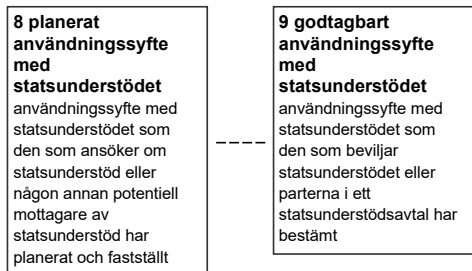 8 planerat
användningssyfte
med
statsunderstödet
användningssyfte med
statsunderstödet som
den som ansöker om
statsunderstöd eller
någon annan potentiell
mottagare av
statsunderstöd har
planerat och fastställt
9 godtagbart
användningssyfte
med
statsunderstödet
användningssyfte med
statsunderstödet som
den som beviljar
statsunderstödet eller
parterna i ett
statsunderstödsavtal har
bestämt